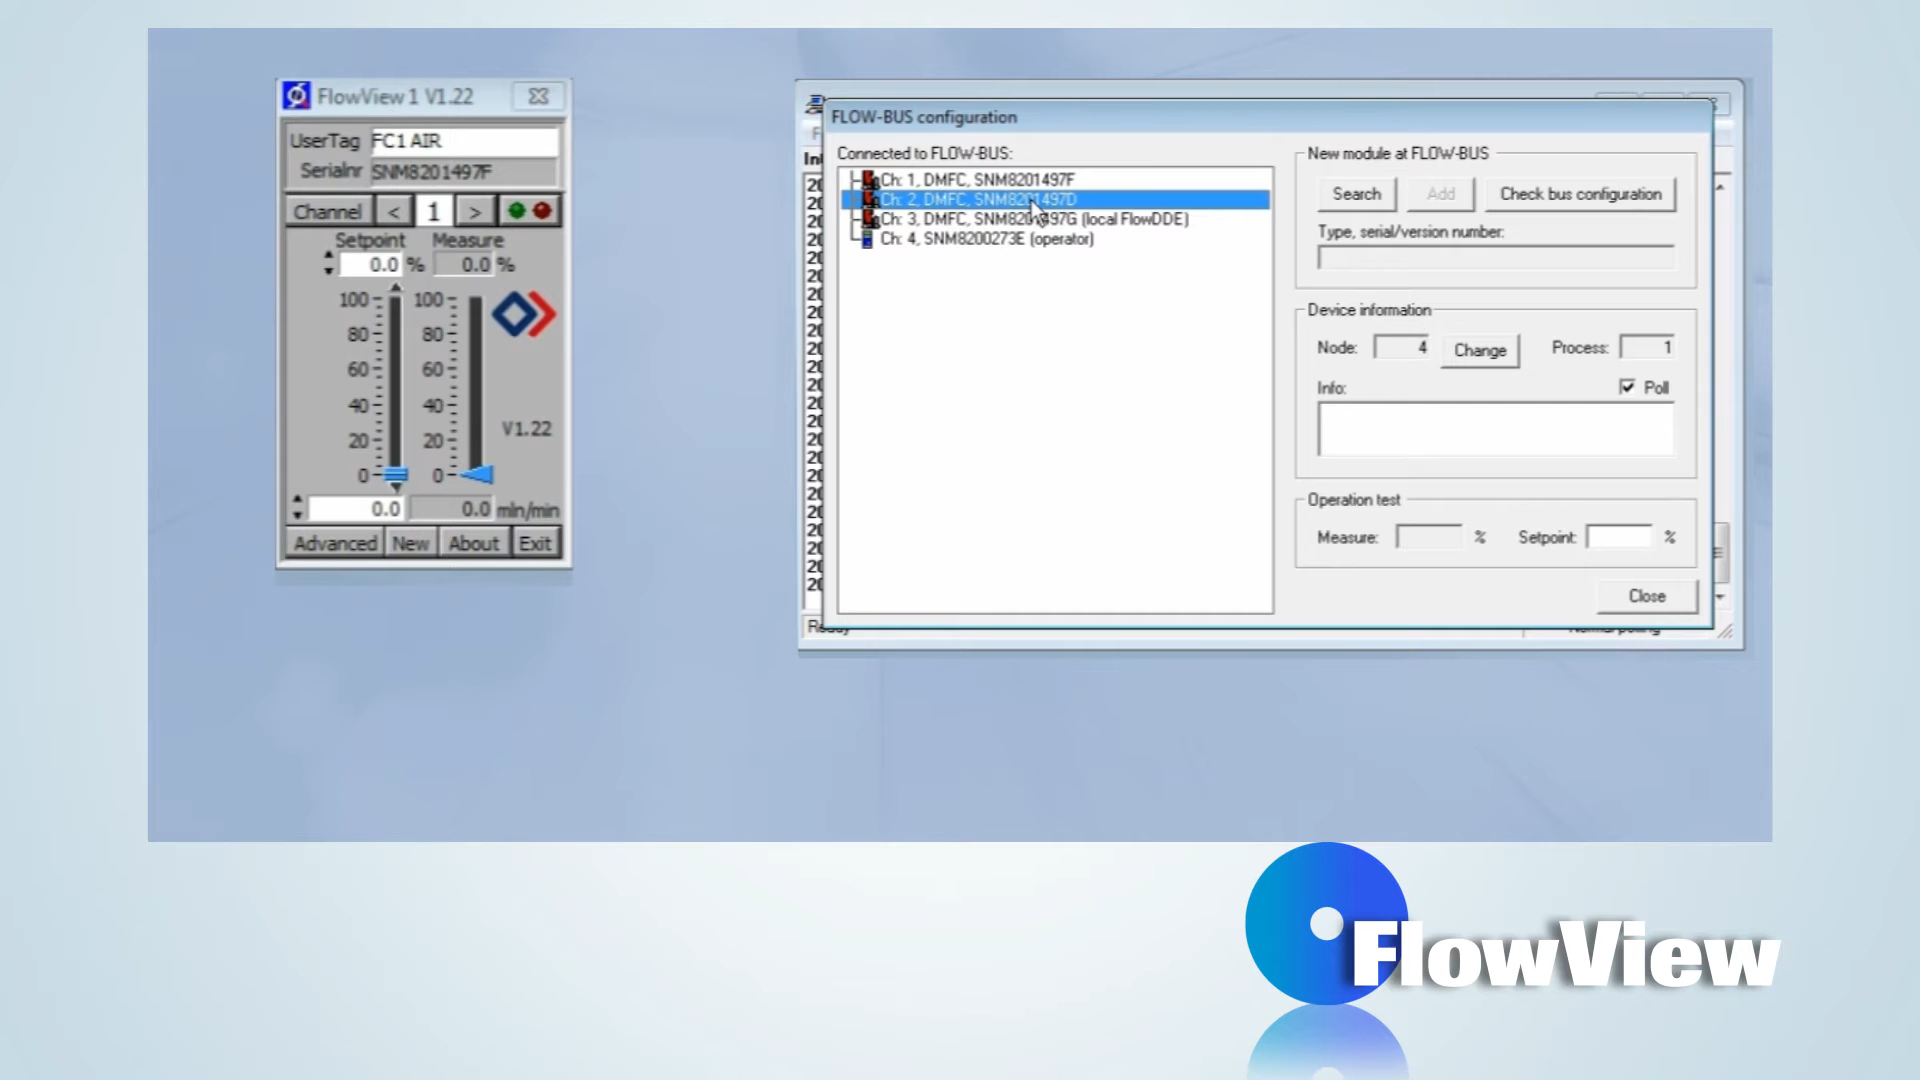 FlowView 1 V1.22
UserTag FC1 AIR
Serialnr SNM8201497F
Channel < 1 >
Setpoint Measure
0.0 % 0.0 %
100 100
80 80
60 60
40 40
V1.22
20 20
0 0
0.0 0.0 mln/min
Advanced New About Exit
FLOW-BUS configuration
Connected to FLOW-BUS:
Ch: 1, DMFC, SNM8201497F
Ch: 2, DMFC, SNM8201497D
Ch: 3, DMFC, SNM8201497G (local FlowDDE)
Ch: 4, SNM8200273E (operator)
New module at FLOW-BUS
Search Add Check bus configuration
Type, serial/version number:
Device information
Node: 4 Change Process: 1
Info: Poll
Operation test
Measure: % Setpoint: %
Close
FlowView